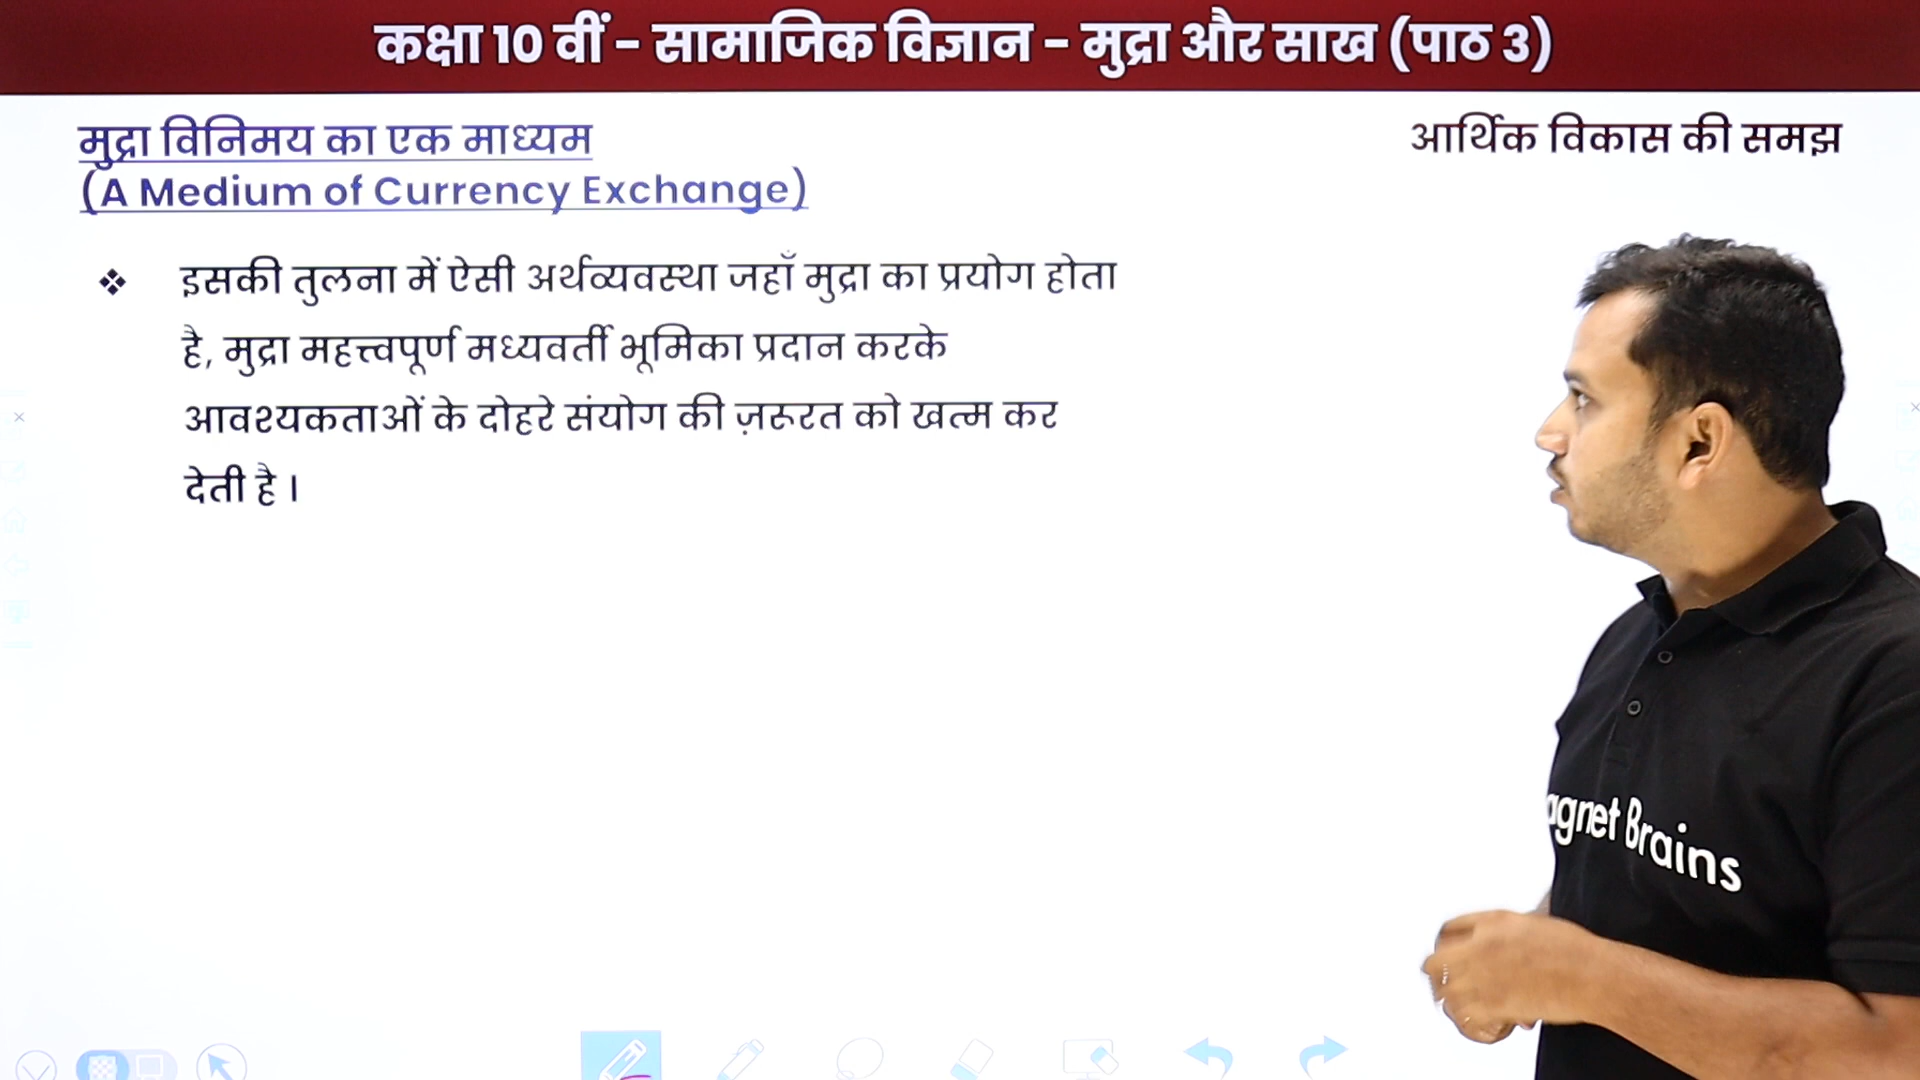 कक्षा 10 वीं - सामाजिक विज्ञान - मुद्रा और साख (पाठ 3)
मुद्रा विनिमय का एक माध्यम
(A Medium of Currency Exchange)
आर्थिक विकास की समझ
❖ इसकी तुलना में ऐसी अर्थव्यवस्था जहाँ मुद्रा का प्रयोग होता
है, मुद्रा महत्त्वपूर्ण मध्यवर्ती भूमिका प्रदान करके
आवश्यकताओं के दोहरे संयोग की ज़रूरत को खत्म कर
देती है ।
agnet Brains